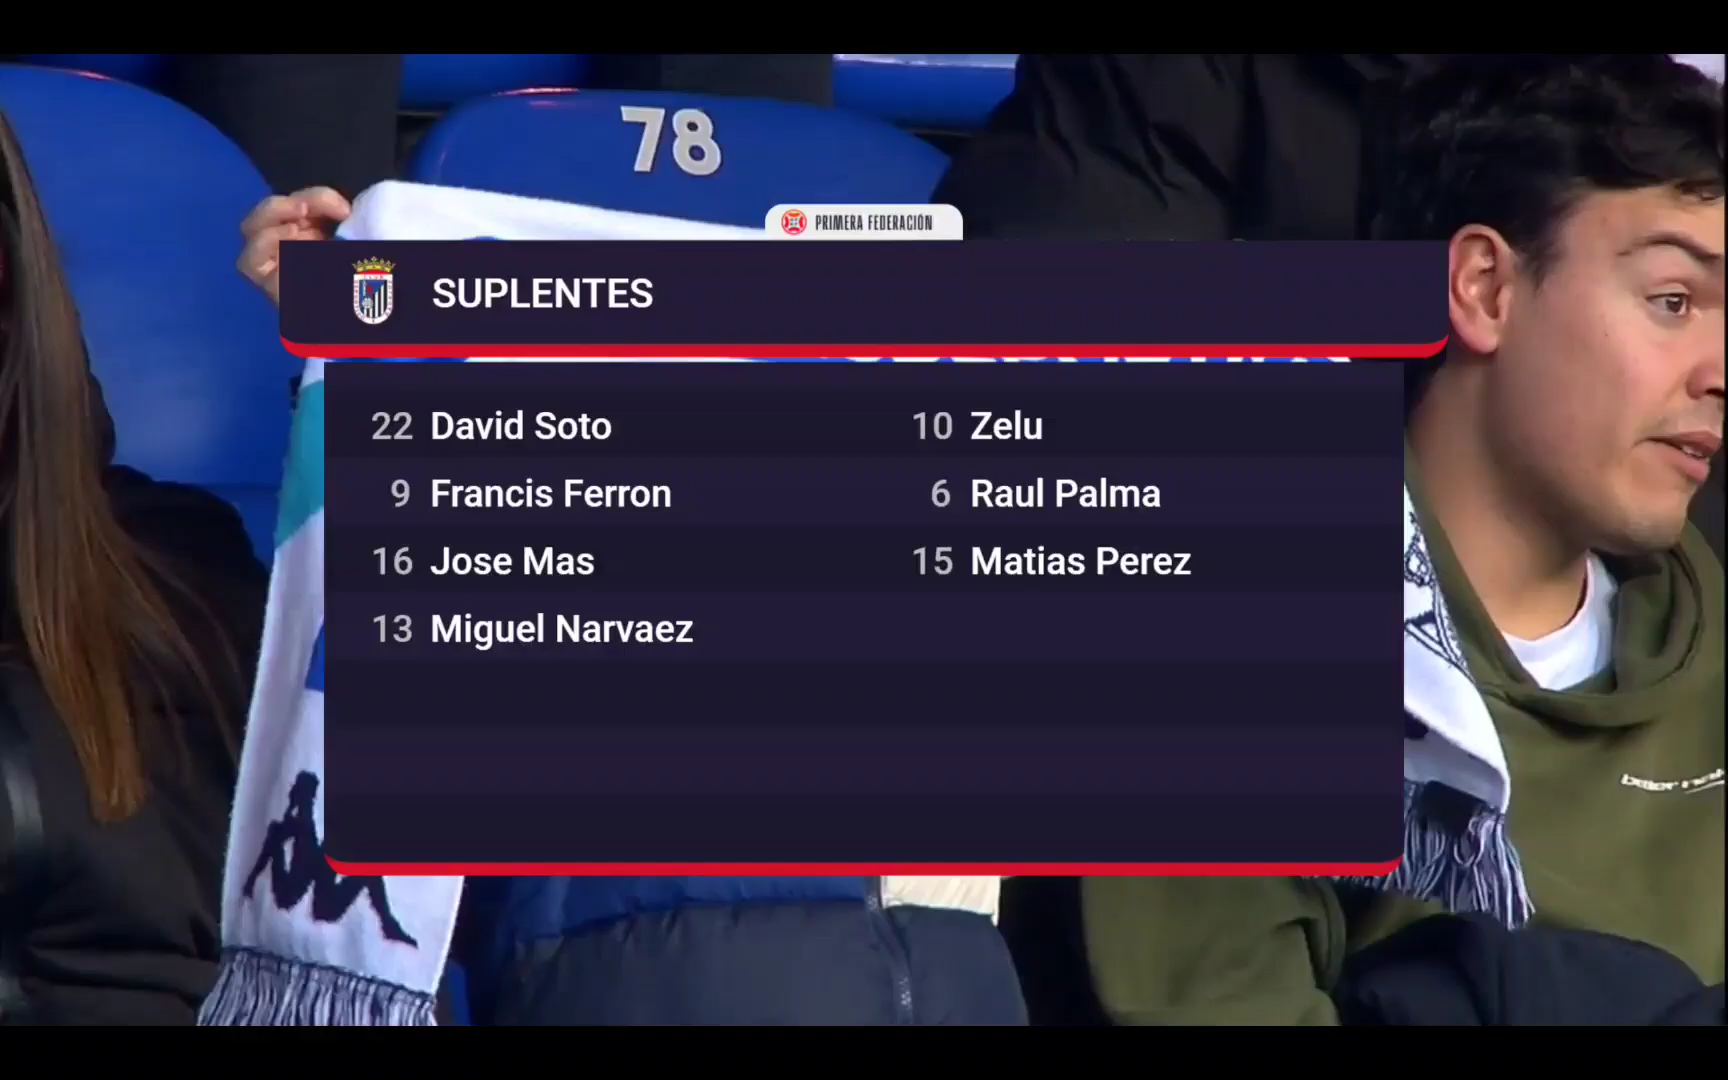 78
PRIMERA FEDERACIÓN
SUPLENTES
22 David Soto
9 Francis Ferron
16 Jose Mas
13 Miguel Narvaez
10 Zelu
6 Raul Palma
15 Matias Perez